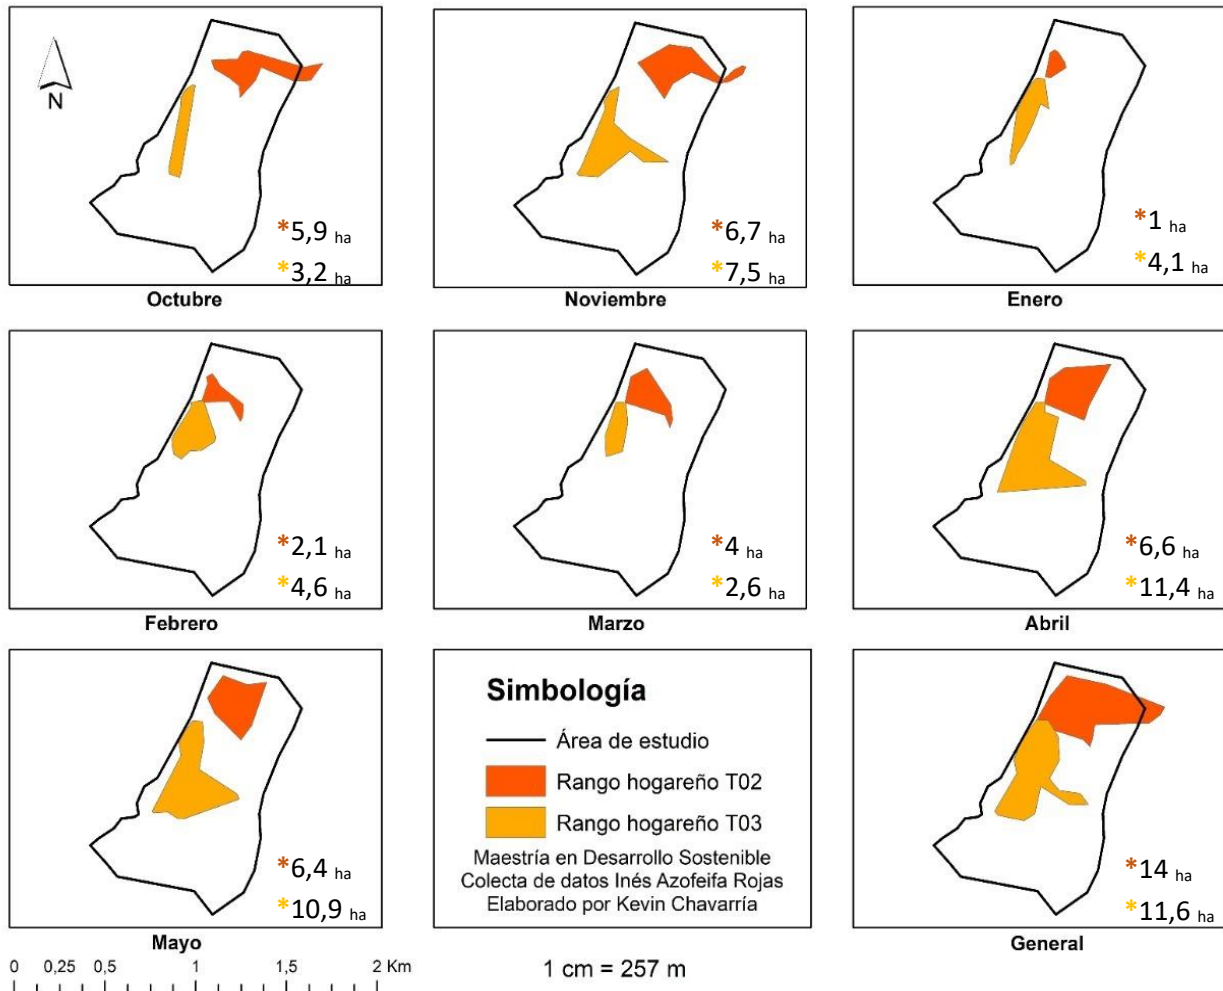 N
*5,9 ha
*3,2 ha
Octubre
*6,7 ha
*7,5 ha
Noviembre
*1 ha
*4,1 ha
Enero
*2,1 ha
*4,6 ha
Febrero
*4 ha
*2,6 ha
Marzo
*6,6 ha
*11,4 ha
Abril
*6,4 ha
*10,9 ha
Mayo
Simbología
Área de estudio
Rango hogareño T02
Rango hogareño T03
Maestría en Desarrollo Sostenible
Colecta de datos Inés Azofeifa Rojas
Elaborado por Kevin Chavarría
*14 ha
*11,6 ha
General
0 0,25 0,5 1 1,5 2 Km
1 cm = 257 m